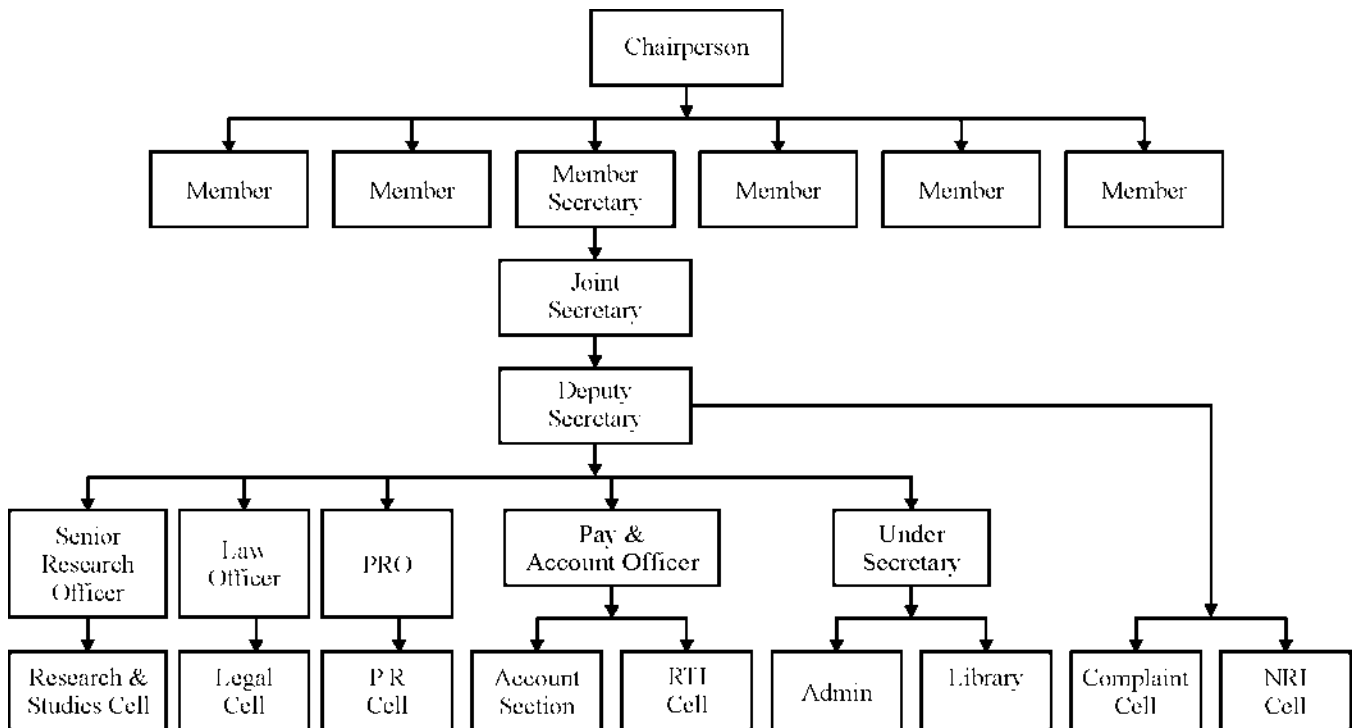 Chairperson
Member
Member
Member
Secretary
Member
Member
Member
Joint
Secretary
Deputy
Secretary
Senior
Research
Officer
Law
Officer
PRO
Pay &
Account Officer
Under
Secretary
Research &
Studies Cell
Legal
Cell
P R
Cell
Account
Section
RTI
Cell
Admin
Library
Complaint
Cell
NRI
Cell